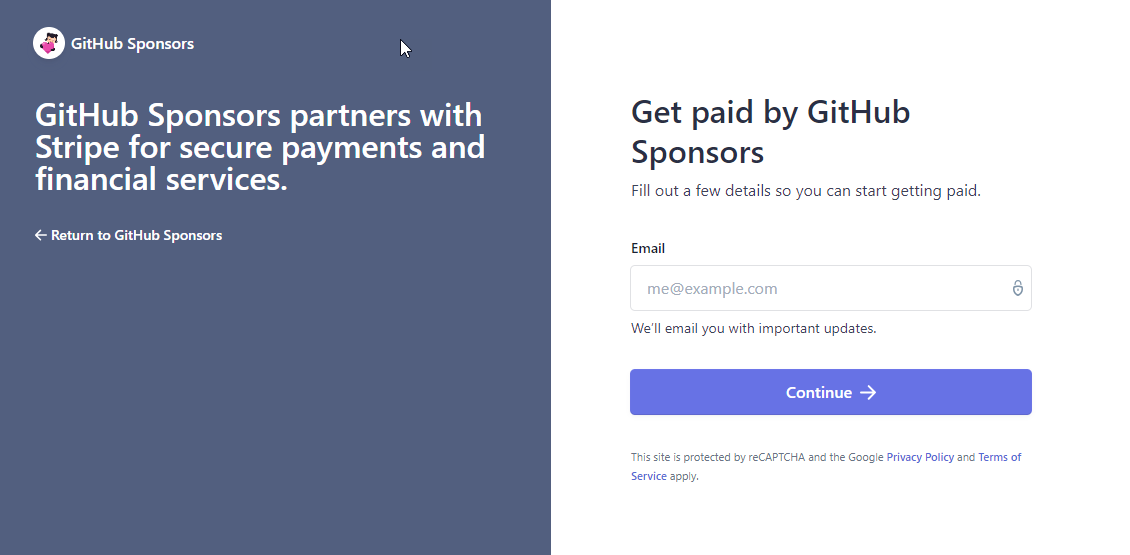 GitHub Sponsors
GitHub Sponsors partners with
Stripe for secure payments and
financial services.
← Return to GitHub Sponsors
Get paid by GitHub
Sponsors
Fill out a few details so you can start getting paid.
Email
me@example.com
We’ll email you with important updates.
Continue →
This site is protected by reCAPTCHA and the Google Privacy Policy and Terms of
Service apply.